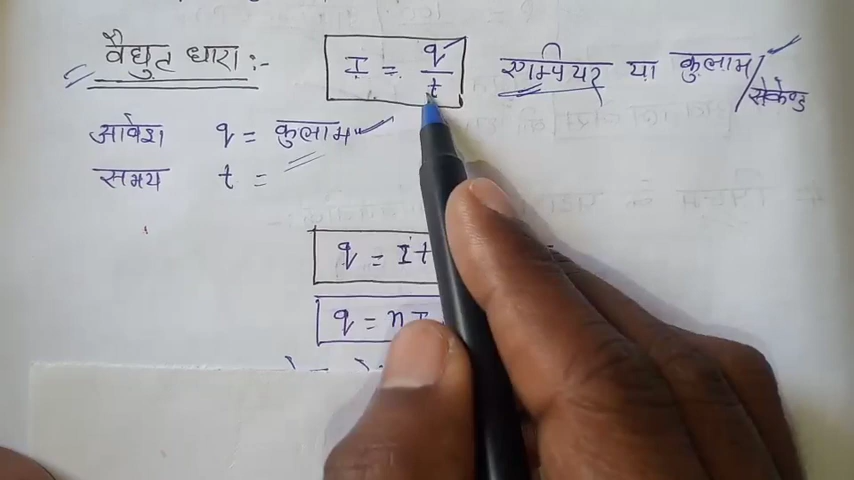 वैद्युत धारा :- I = q/t एम्पियर या कुलाम/सेकेण्ड
आवेश q = कुलाम
समय t =
q = It
q = n